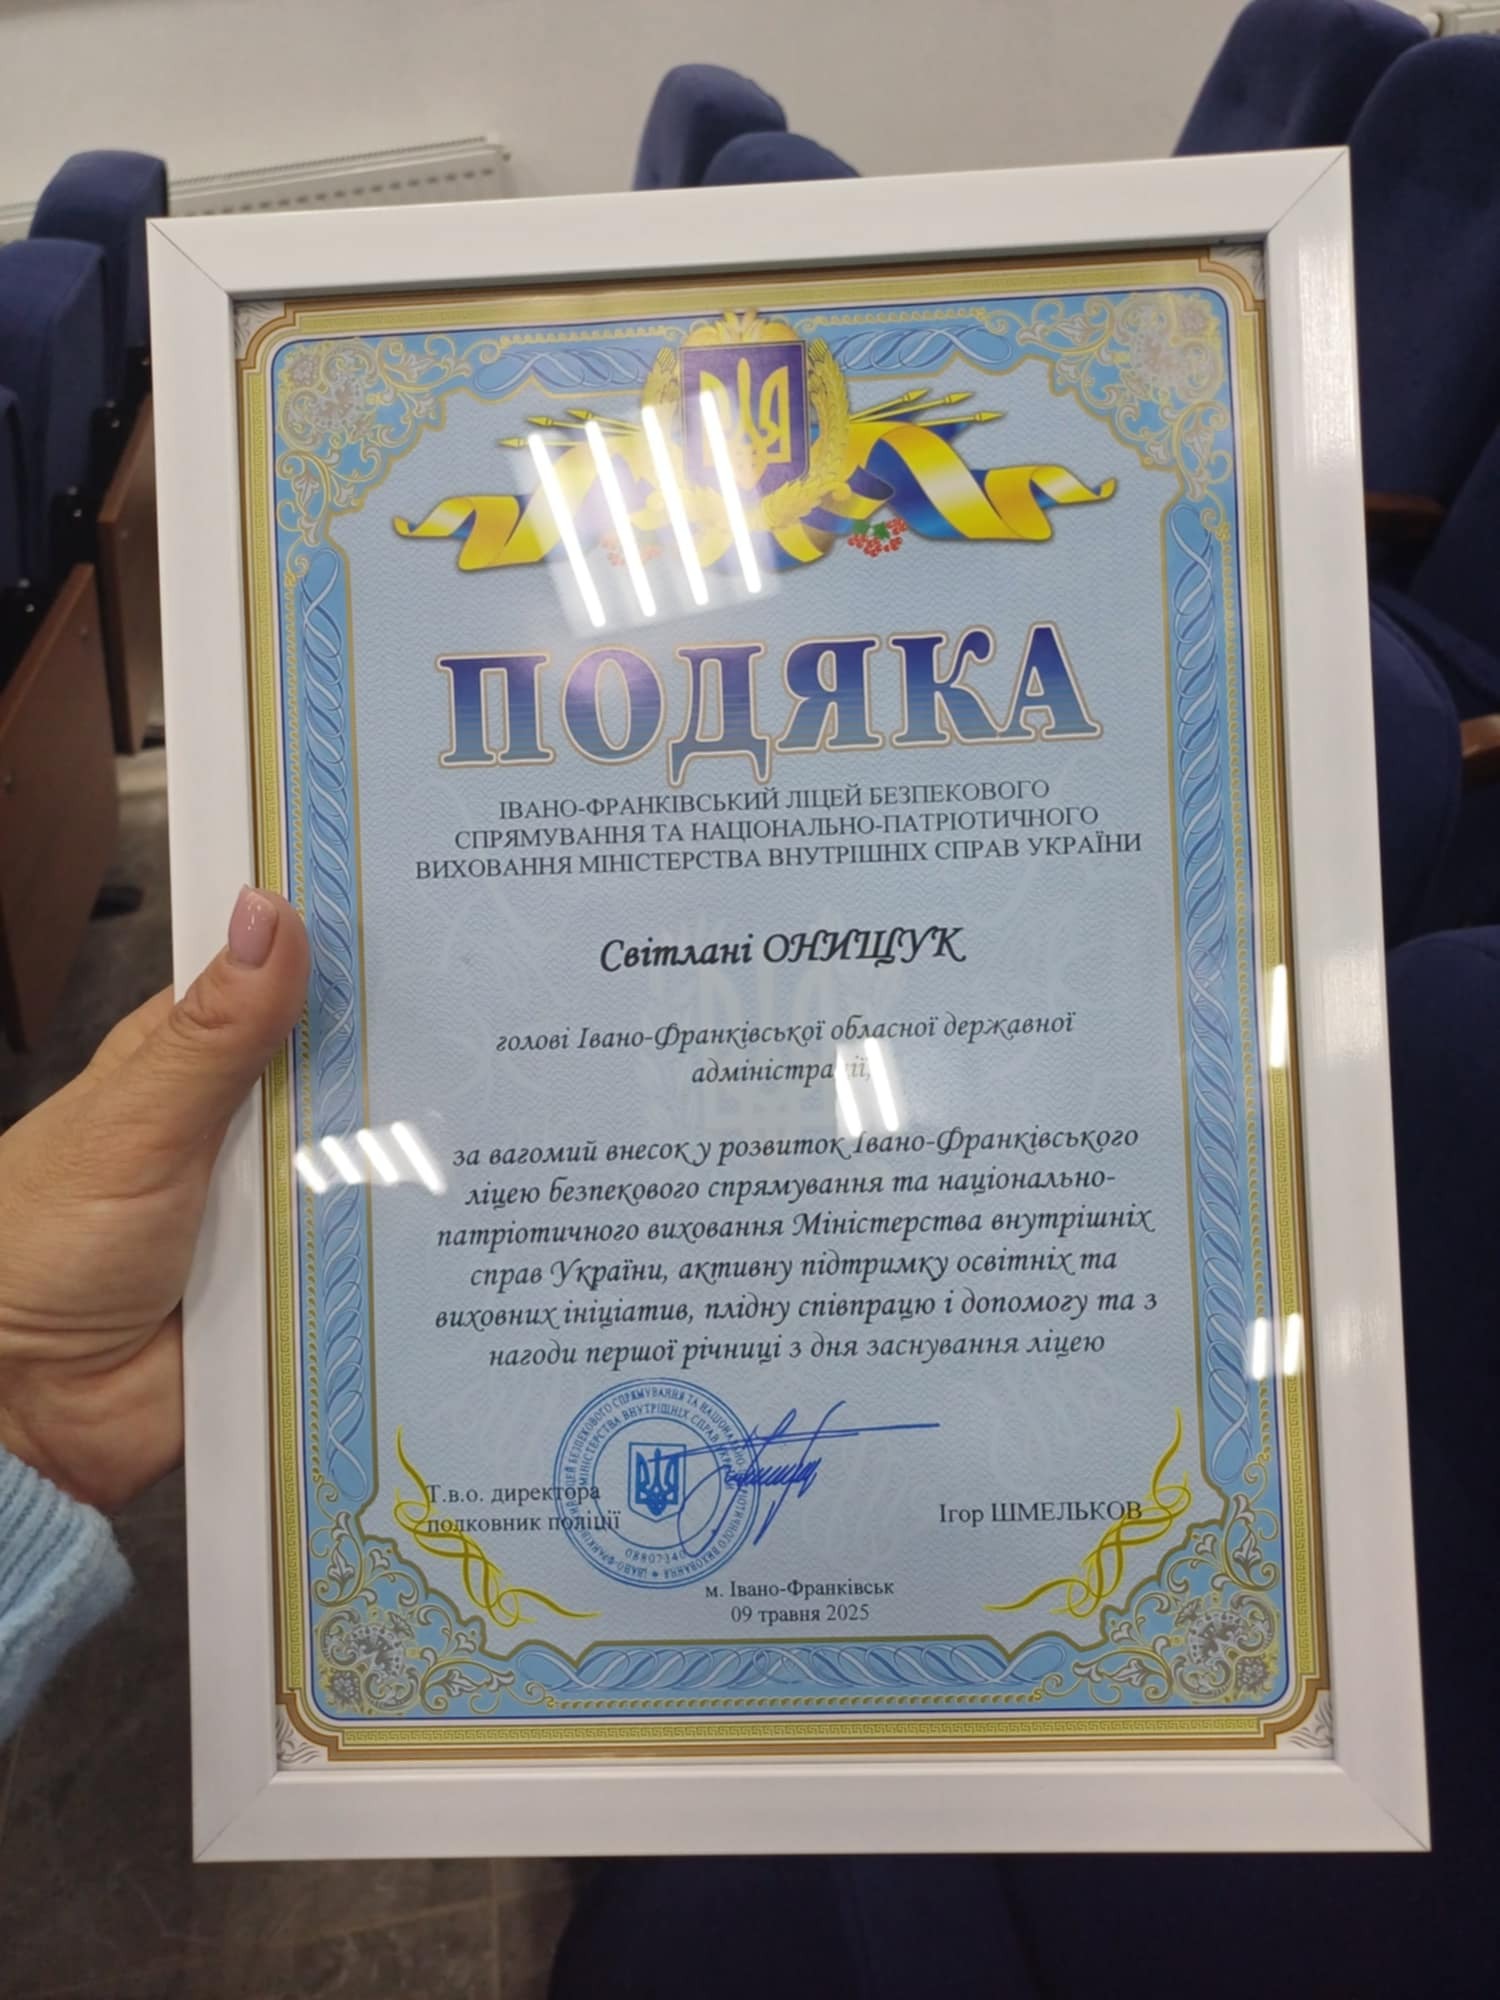 ПОДЯКА
ІВАНО-ФРАНКІВСЬКИЙ ЛІЦЕЙ БЕЗПЕКОВОГО
СПРЯМУВАННЯ ТА НАЦІОНАЛЬНО-ПАТРІОТИЧНОГО
ВИХОВАННЯ МІНІСТЕРСТВА ВНУТРІШНІХ СПРАВ УКРАЇНИ
Світлані ОНИЩУК
голові Івано-Франківської обласної державної
адміністрації,
за вагомий внесок у розвиток Івано-Франківського
ліцею безпекового спрямування та національно-
патріотичного виховання Міністерства внутрішніх
справ України, активну підтримку освітніх та
виховних ініціатив, плідну співпрацю і допомогу та з
нагоди першої річниці з дня заснування ліцею
Т.в.о. директора
полковник поліції
Ігор ШМЕЛЬКОВ
м. Івано-Франківськ
09 травня 2025